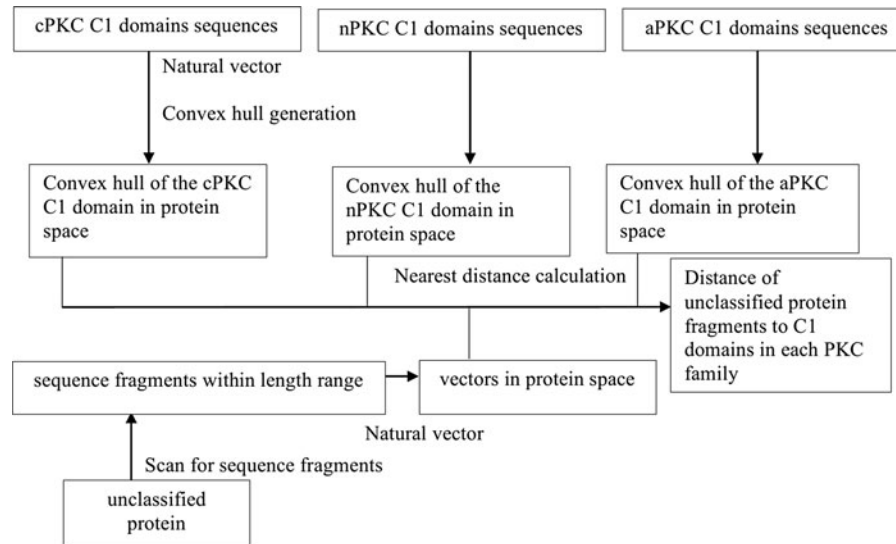 cPKC C1 domains sequences
nPKC C1 domains sequences
aPKC C1 domains sequences
Natural vector
Convex hull generation
Convex hull of the cPKC
C1 domain in protein
space
Convex hull of the
nPKC C1 domain in
protein space
Convex hull of the aPKC
C1 domain in protein
space
Nearest distance calculation
Distance of
unclassified protein
fragments to C1
domains in each PKC
family
sequence fragments within length range
vectors in protein space
Natural vector
Scan for sequence fragments
unclassified
protein